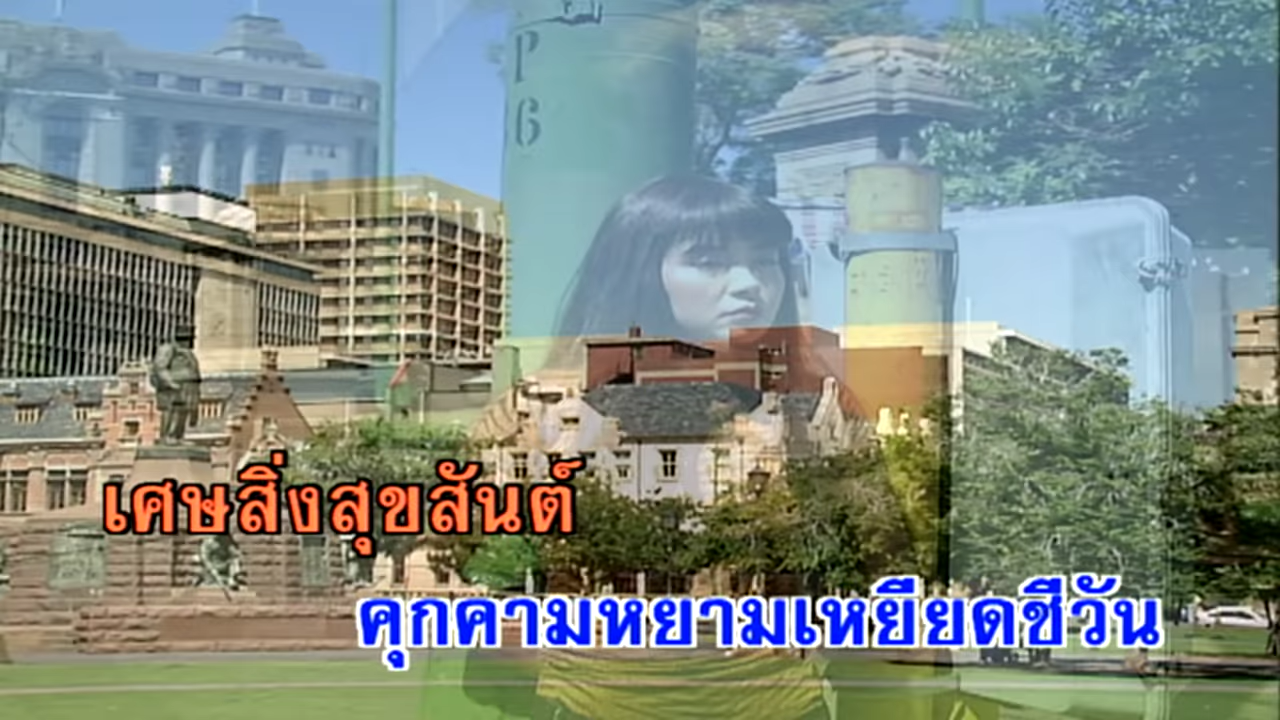 P
6
เศษสิ่งสุขสันต์
คุกคามหยามเหยียดชีวัน